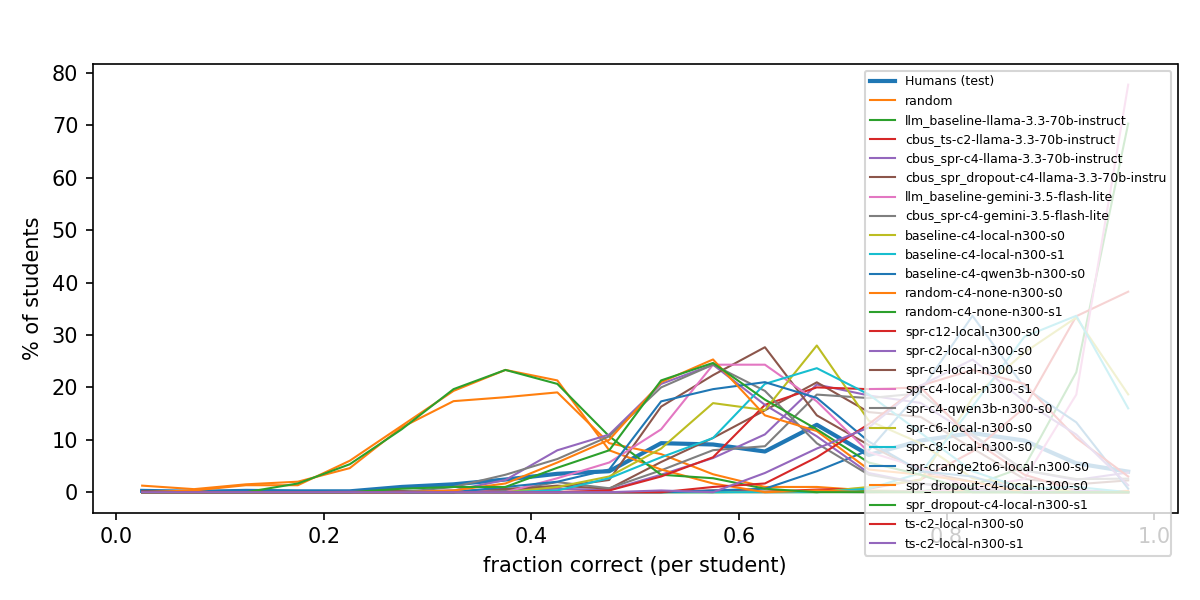 80
70
60
50
40
30
20
10
0
% of students
0.0
0.2
0.4
0.6
0.8
1.0
fraction correct (per student)
Humans (test)
random
llm_baseline-llama-3.3-70b-instruct
cbus_ts-c2-llama-3.3-70b-instruct
cbus_spr-c4-llama-3.3-70b-instruct
cbus_spr_dropout-c4-llama-3.3-70b-instru
llm_baseline-gemini-3.5-flash-lite
cbus_spr-c4-gemini-3.5-flash-lite
baseline-c4-local-n300-s0
baseline-c4-local-n300-s1
baseline-c4-qwen3b-n300-s0
random-c4-none-n300-s0
random-c4-none-n300-s1
spr-c12-local-n300-s0
spr-c2-local-n300-s0
spr-c4-local-n300-s0
spr-c4-local-n300-s1
spr-c4-qwen3b-n300-s0
spr-c6-local-n300-s0
spr-c8-local-n300-s0
spr-crange2to6-local-n300-s0
spr_dropout-c4-local-n300-s0
spr_dropout-c4-local-n300-s1
ts-c2-local-n300-s0
ts-c2-local-n300-s1